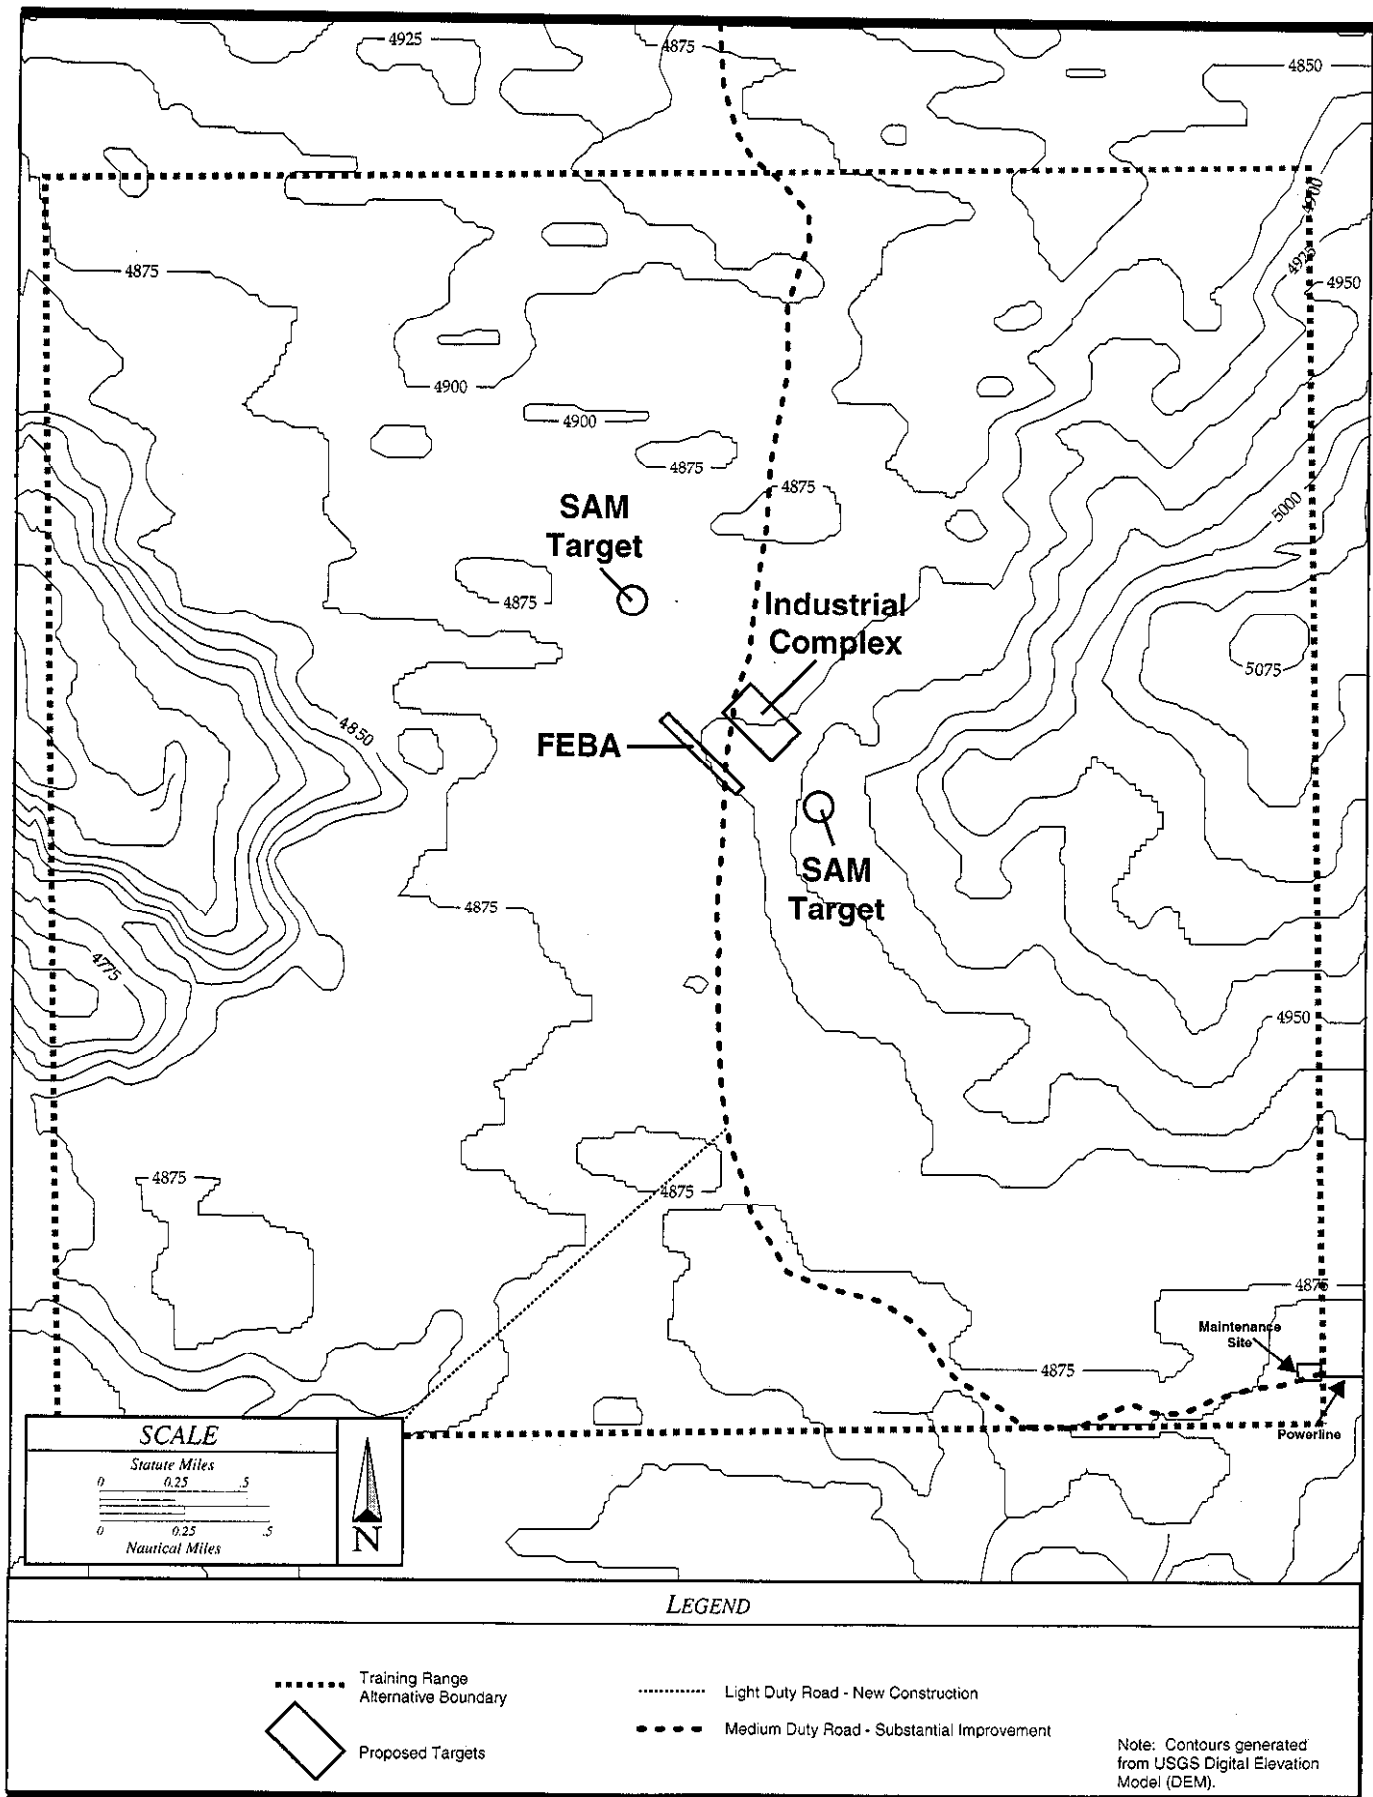 4925
4875
4850
4900
4925
4950
4875
4900
4900
4875
4875
5000
SAM
Target
4875
Industrial
Complex
5075
4850
FEBA
SAM
Target
4875
4775
4950
4875
4875
4875
Maintenance
Site
4875
Powerline
SCALE
Statute Miles
0 0.25 .5
0 0.25 .5
Nautical Miles
N
LEGEND
Training Range
Alternative Boundary
Proposed Targets
Light Duty Road - New Construction
Medium Duty Road - Substantial Improvement
Note: Contours generated
from USGS Digital Elevation
Model (DEM).